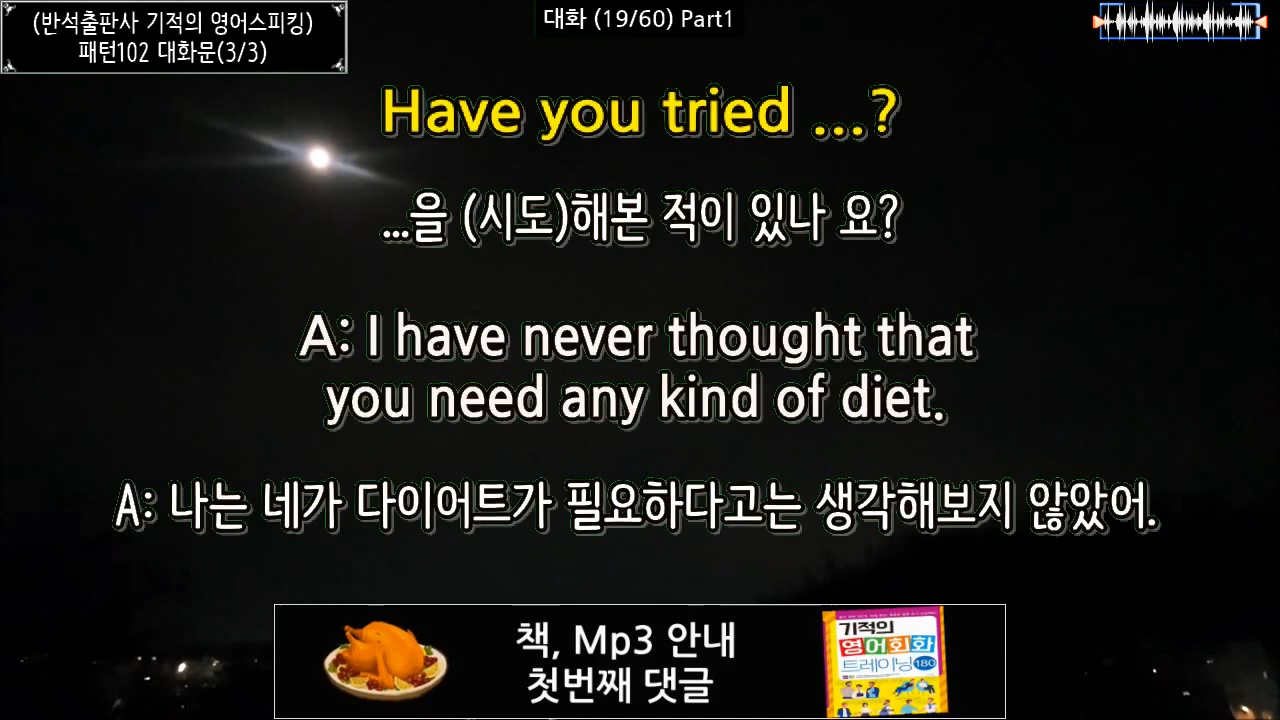 (반석출판사 기적의 영어스피킹)
패턴102 대화문(3/3)
대화 (19/60) Part1
Have you tried ...?
...을 (시도)해본 적이 있나 요?
A: I have never thought that
you need any kind of diet.
A: 나는 네가 다이어트가 필요하다고는 생각해보지 않았어.
책, Mp3 안내
첫번째 댓글
기적의
영어회화
트레이닝 180